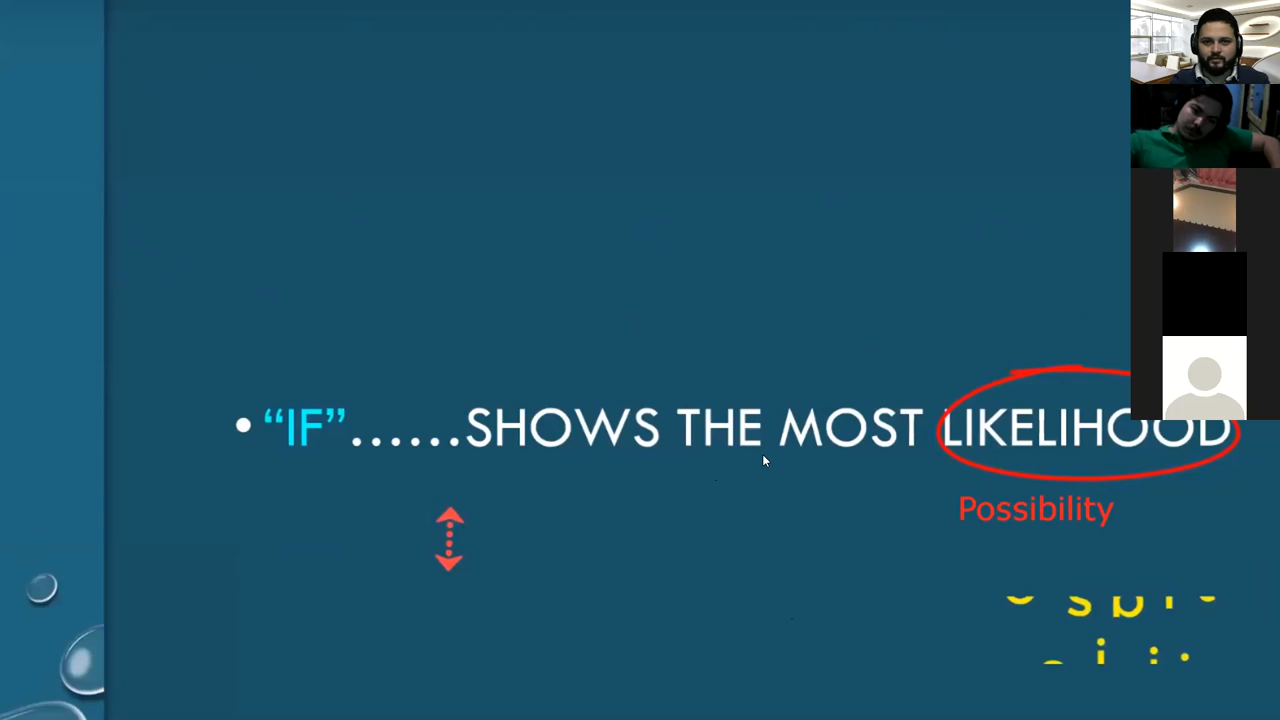 • “IF”......SHOWS THE MOST LIKELIHOOD
Possibility